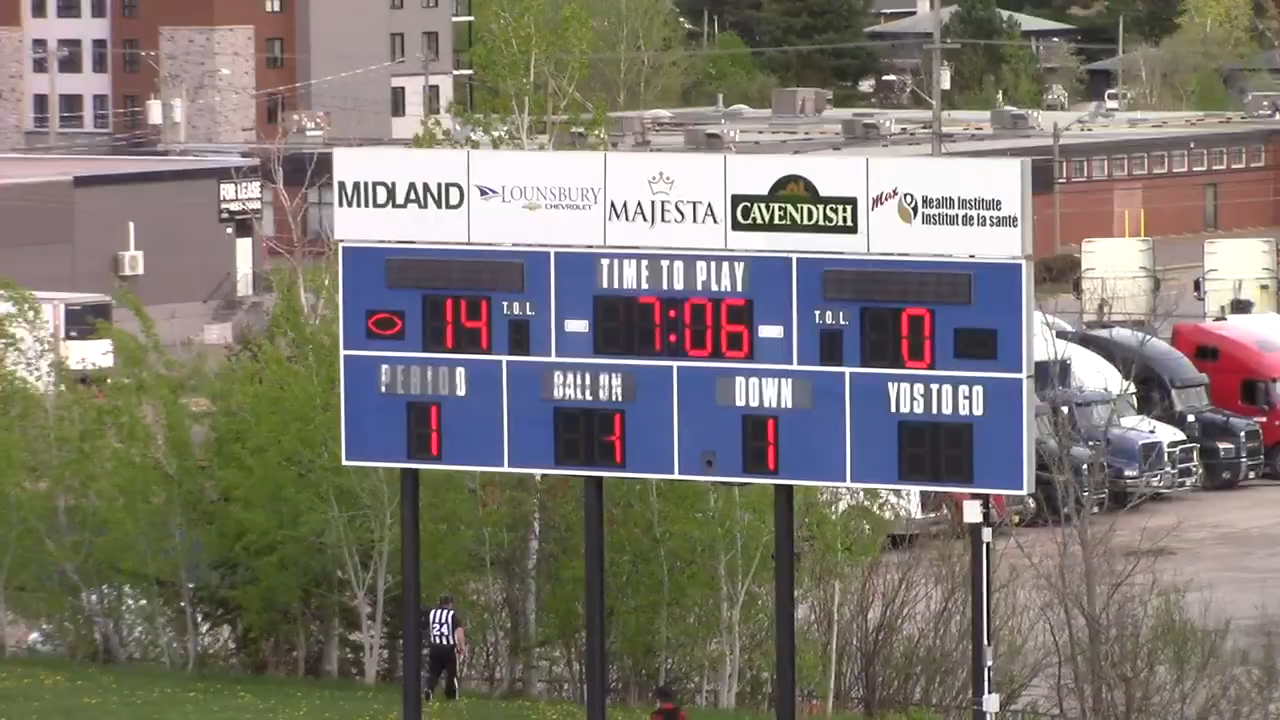 FOR LEASE
MIDLAND
LOUNSBURY
CHEVROLET
MAJESTA
CAVENDISH
Max
Health Institute
Institut de la santé
TIME TO PLAY
14
T.O.L.
7:06
T.O.L.
0
PERIOD
BALL ON
DOWN
YDS TO GO
1
1
1
24